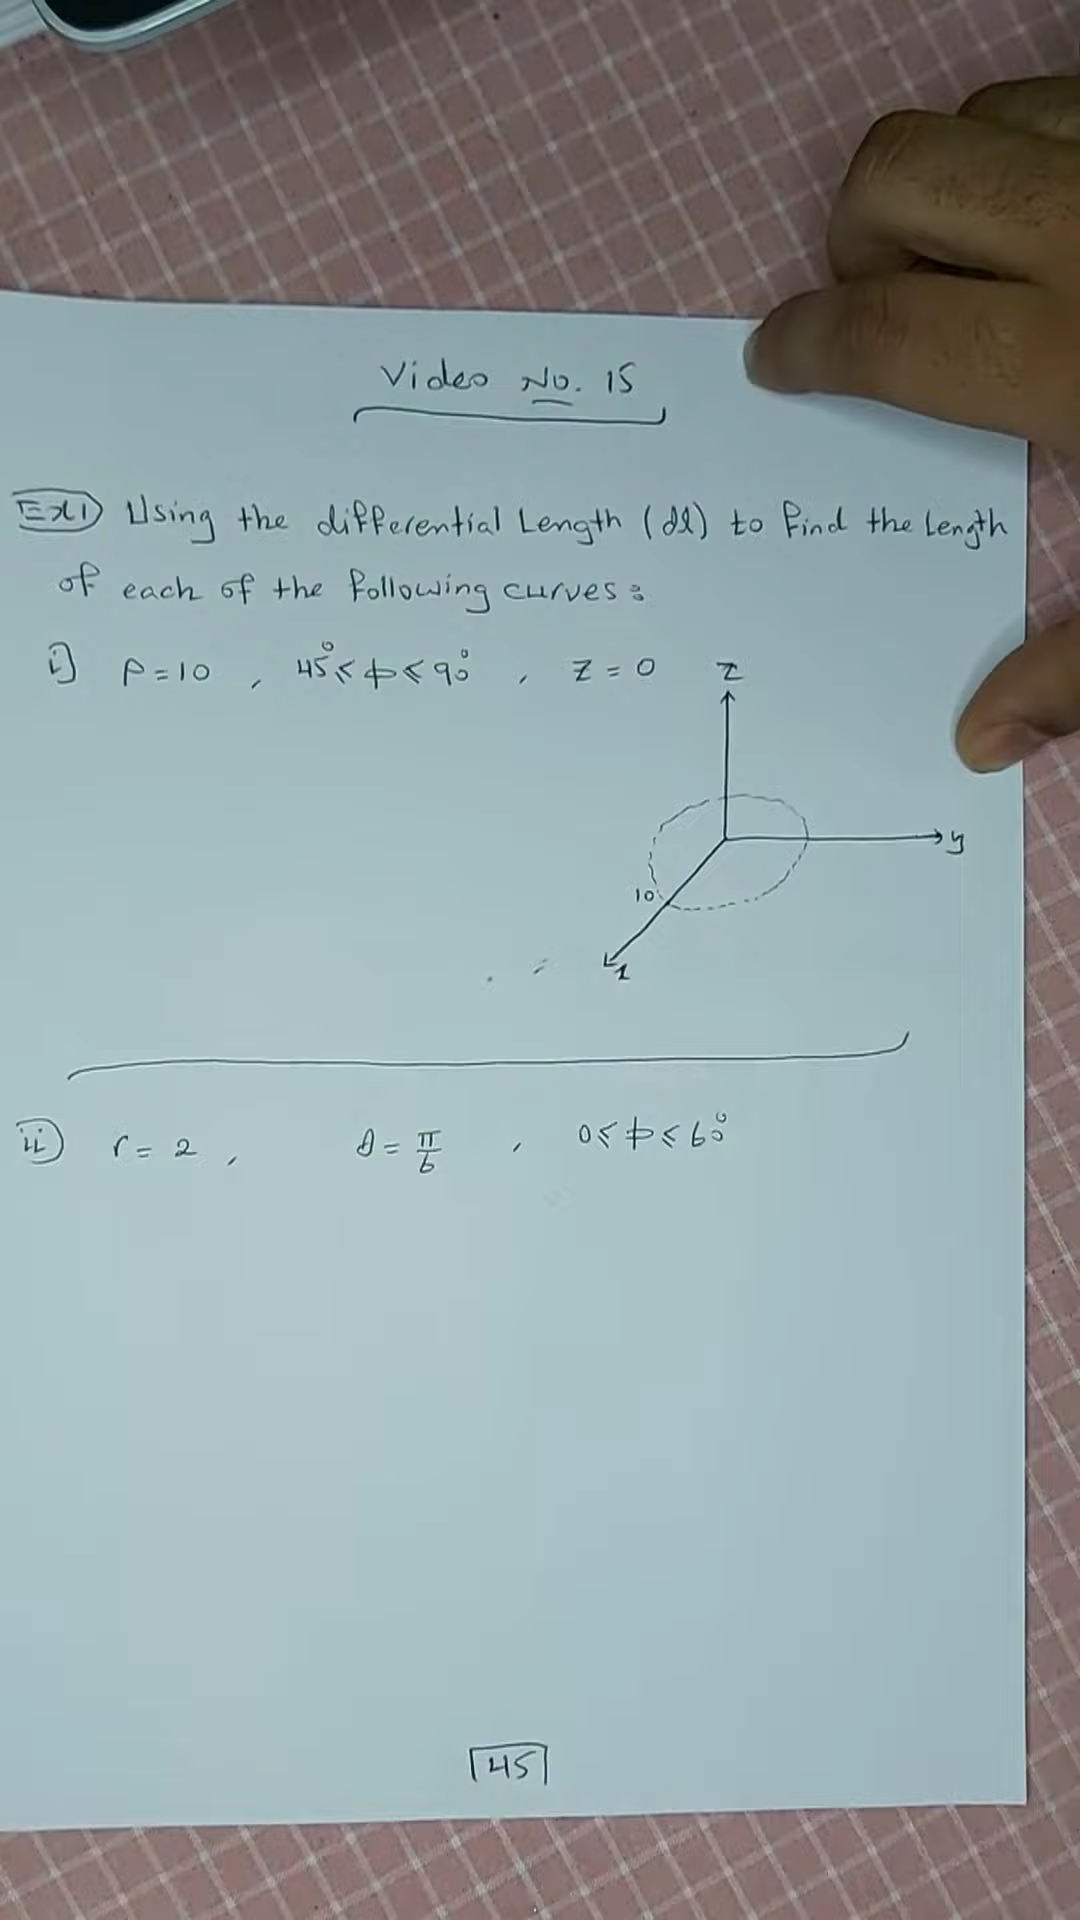 Video No. 15
Ex1 Using the differential Length (dl) to find the Length
of each of the following curves:
i) ρ=10 , 45°≤ϕ≤90° , z=0
z
y
10
x
ii) r=2 , θ=π/6 , 0≤ϕ≤60°
45